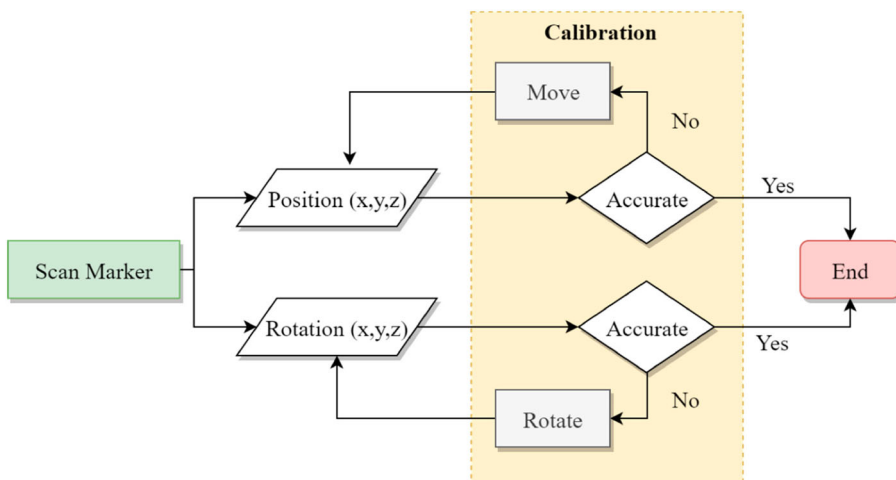 Calibration
Move
No
Position (x,y,z)
Accurate
Yes
Scan Marker
End
Rotation (x,y,z)
Accurate
Yes
No
Rotate